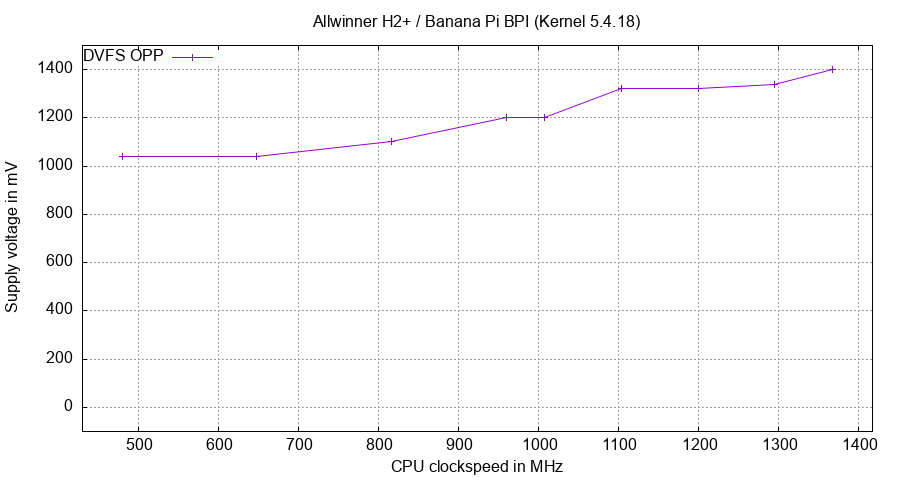 Allwinner H2+ / Banana Pi BPI (Kernel 5.4.18)
DVFS OPP
1400
1200
1000
800
600
400
200
0
Supply voltage in mV
500 600 700 800 900 1000 1100 1200 1300 1400
CPU clockspeed in MHz